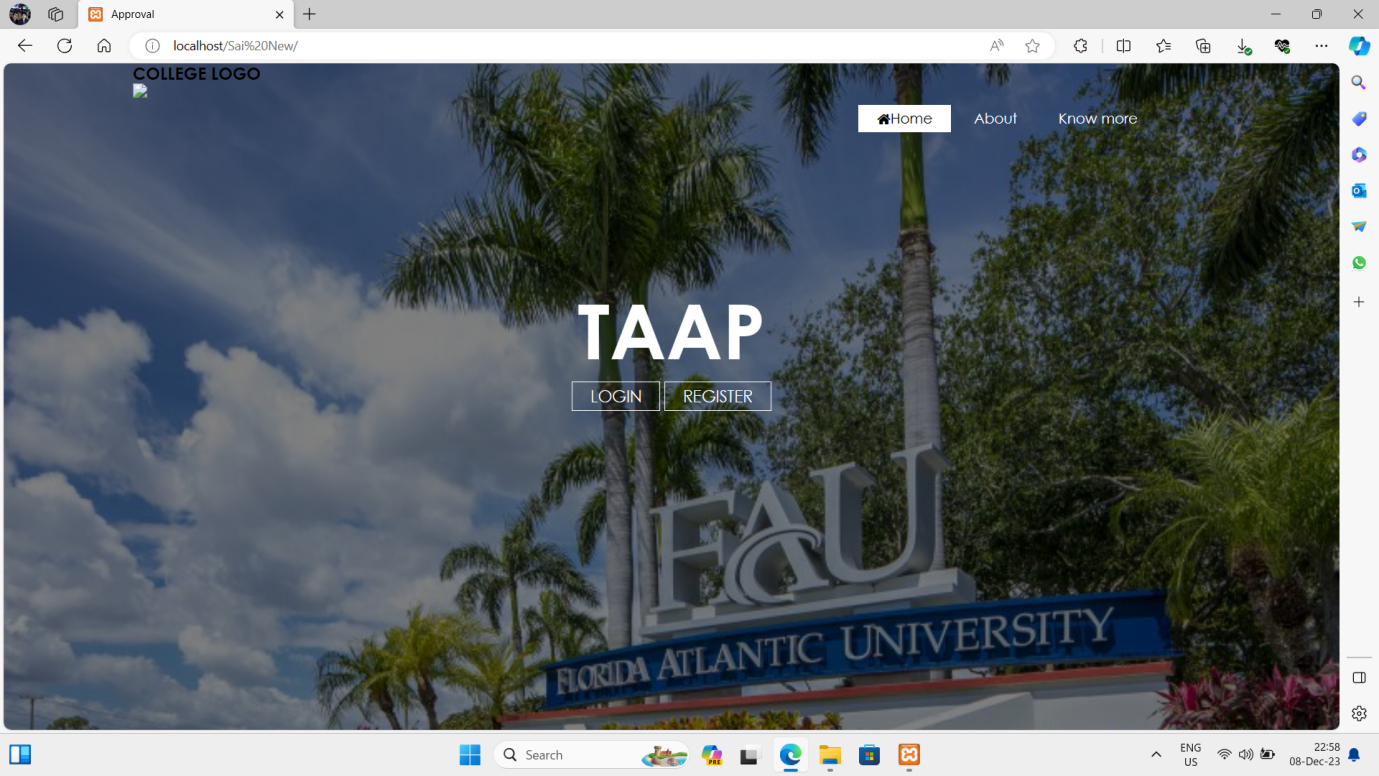 Approval
localhost/Sai%20New/
COLLEGE LOGO
Home
About
Know more
TAAP
LOGIN
REGISTER
FAU
FLORIDA ATLANTIC UNIVERSITY
Search
PRE
ENG
US
22:58
08-Dec-23